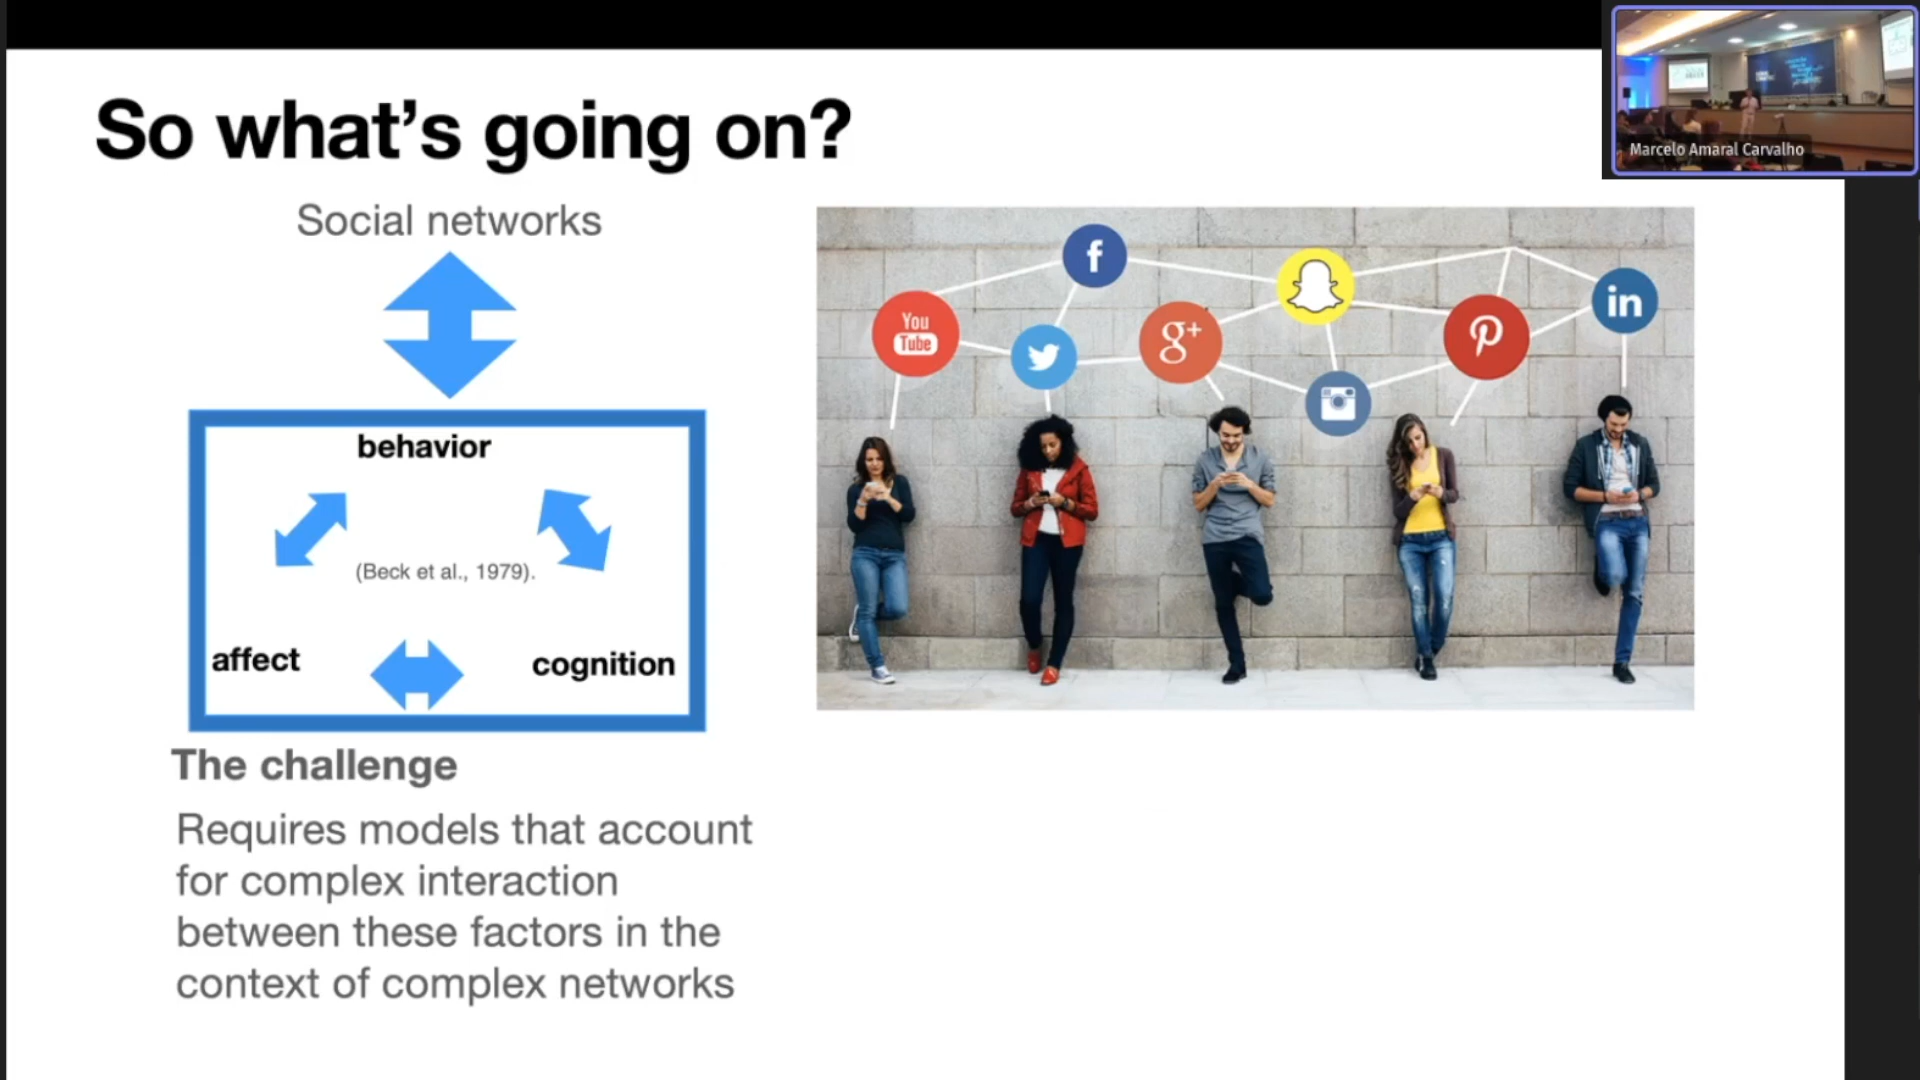 So what's going on?
Social networks
behavior
(Beck et al., 1979).
affect
cognition
The challenge
Requires models that account
for complex interaction
between these factors in the
context of complex networks
You
Tube
f
g+
in
Marcelo Amaral Carvalho